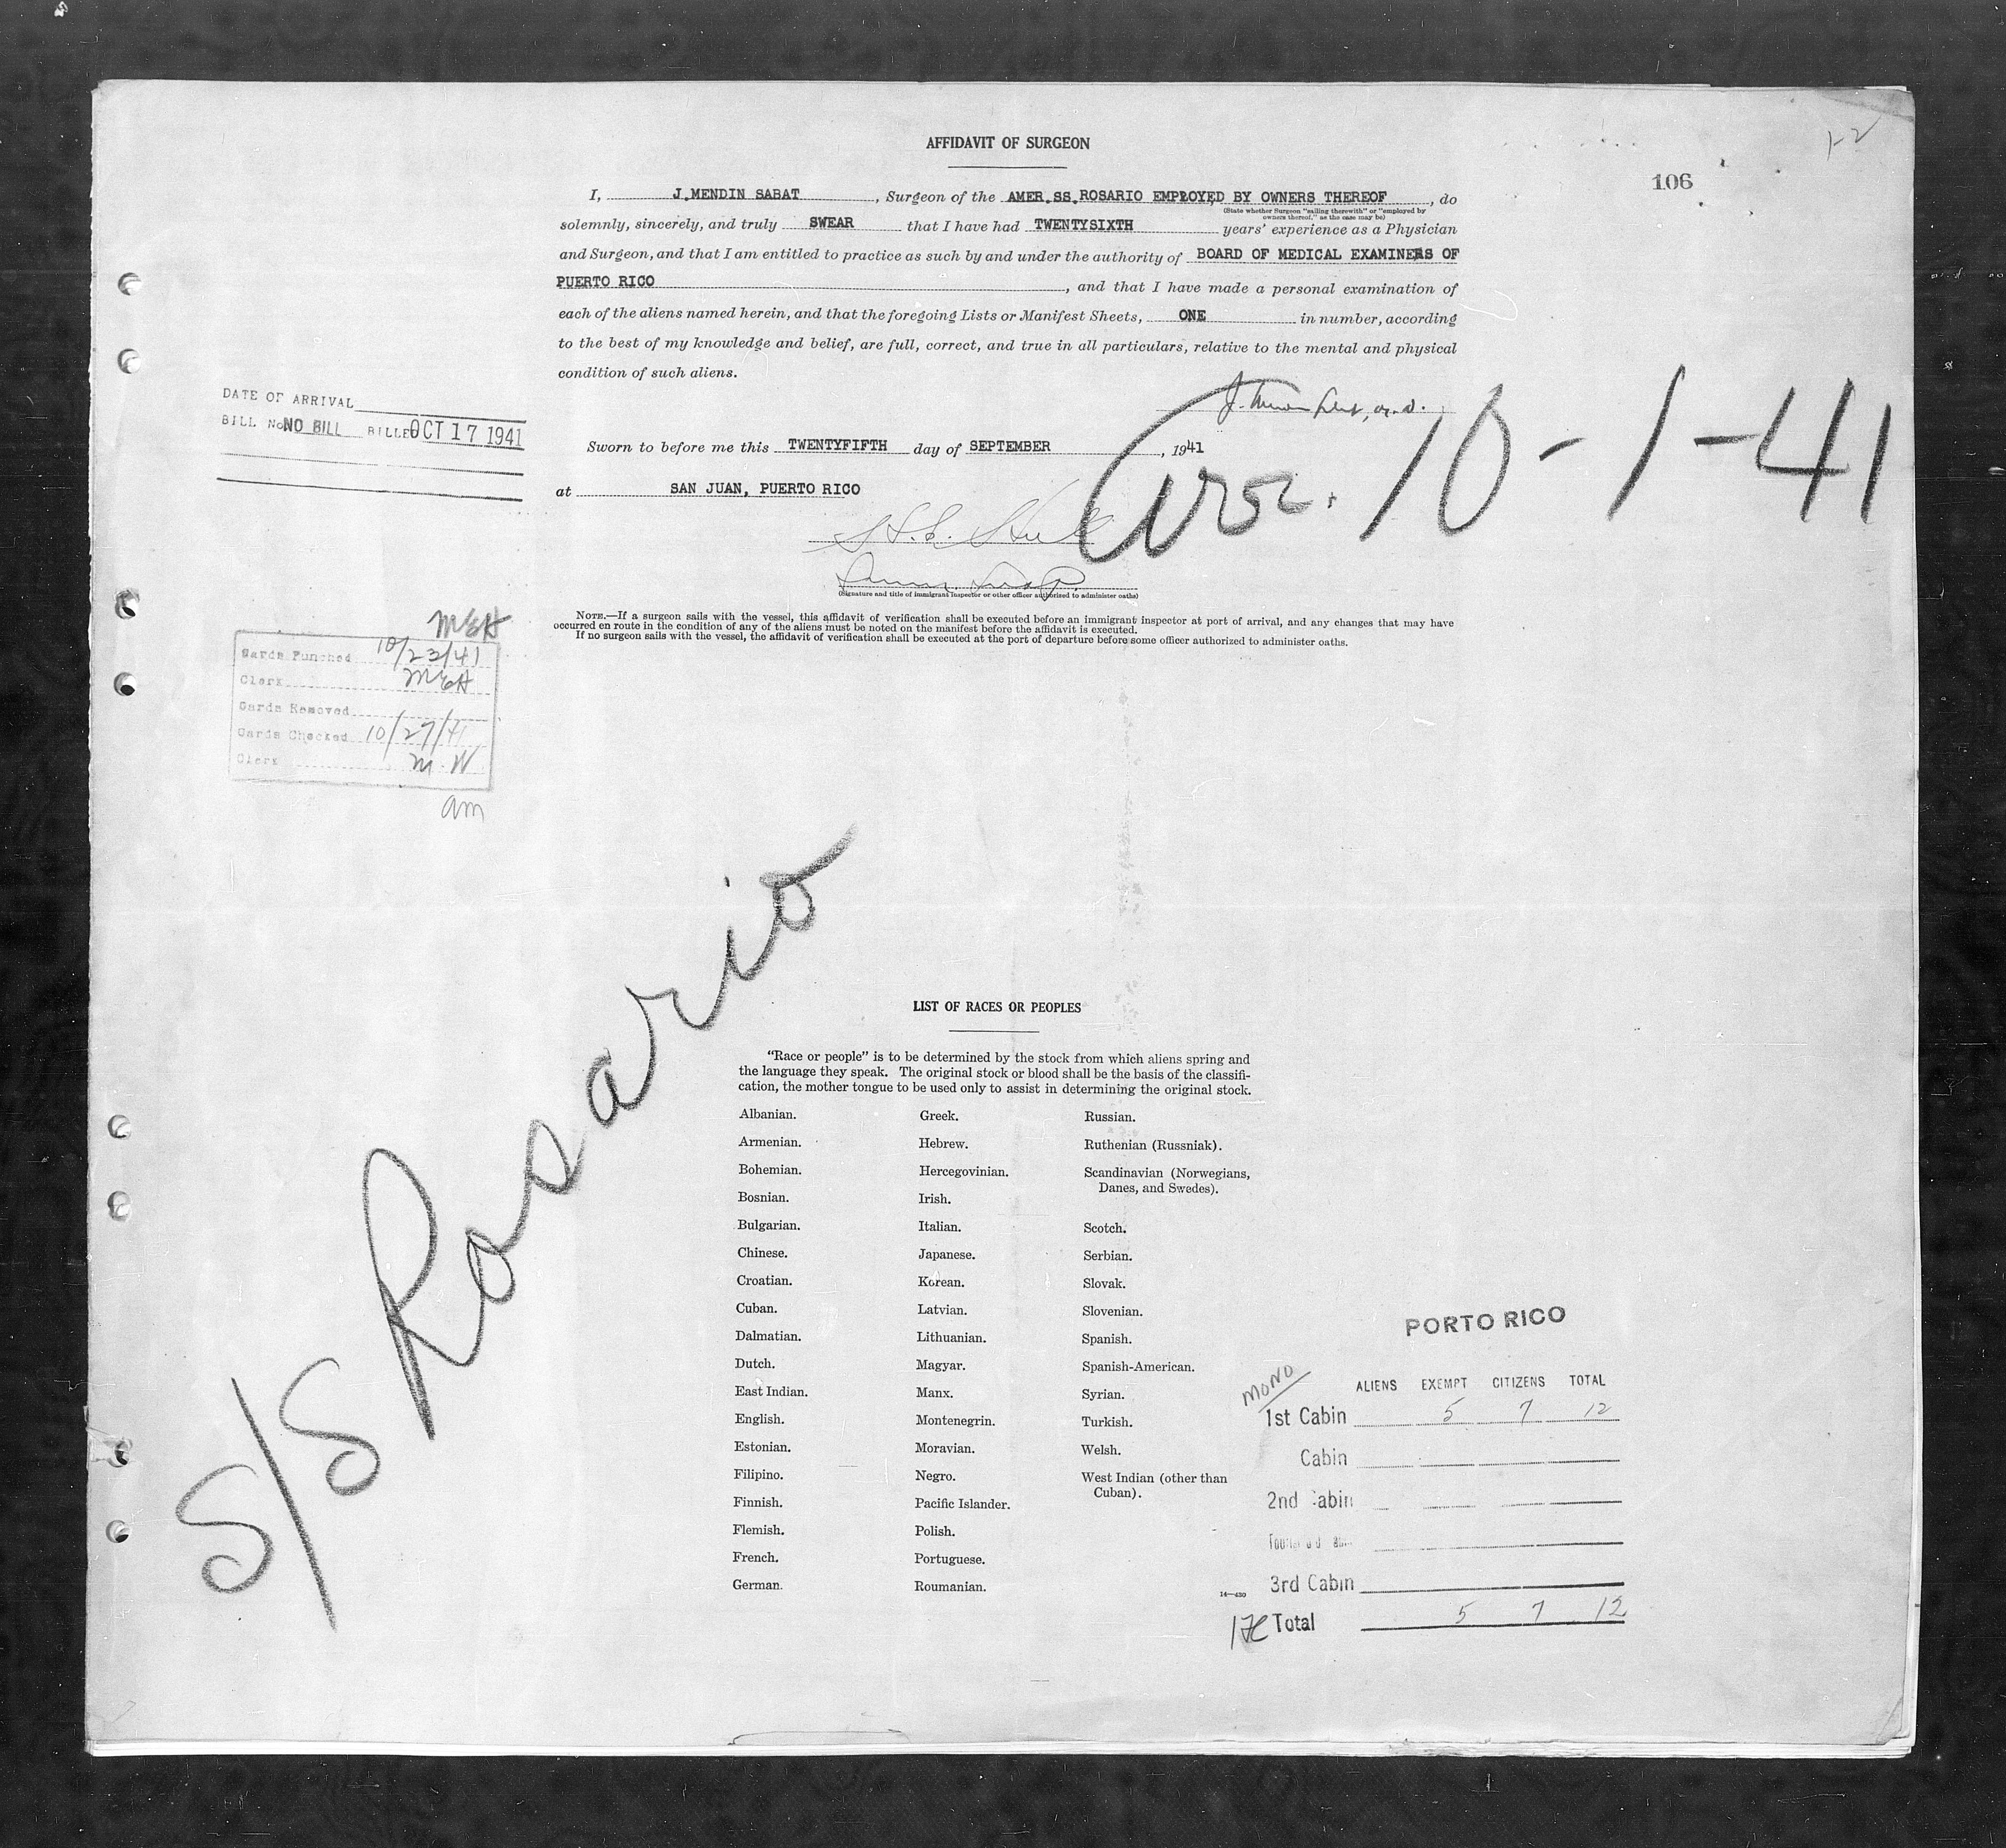 1-2
AFFIDAVIT OF SURGEON
106
I, J. MENDIN SABAT, Surgeon of the AMER. SS. ROSARIO EMPLOYED BY OWNERS THEREOF, do
(State whether Surgeon "sailing therewith" or "employed by
owners thereof," as the case may be)
solemnly, sincerely, and truly SWEAR that I have had TWENTYSIXTH years' experience as a Physician
and Surgeon, and that I am entitled to practice as such by and under the authority of BOARD OF MEDICAL EXAMINERS OF
PUERTO RICO, and that I have made a personal examination of
each of the aliens named herein, and that the foregoing Lists or Manifest Sheets, ONE in number, according
to the best of my knowledge and belief, are full, correct, and true in all particulars, relative to the mental and physical
condition of such aliens.
DATE OF ARRIVAL
BILL No. NO BILL BILLED OCT 17 1941
10-1-41
Sworn to before me this TWENTYFIFTH day of SEPTEMBER, 1941
at SAN JUAN, PUERTO RICO
(Signature and title of immigrant inspector or other officer authorized to administer oaths)
NOTE.—If a surgeon sails with the vessel, this affidavit of verification shall be executed before an immigrant inspector at port of arrival, and any changes that may have
occurred en route in the condition of any of the aliens must be noted on the manifest before the affidavit is executed.
If no surgeon sails with the vessel, the affidavit of verification shall be executed at the port of departure before some officer authorized to administer oaths.
MEH
Cards Punched 10/23/41
Clerk MEH
Cards Removed
Cards Checked 10/27/41
Clerk M.W
am
S/S Rosario
LIST OF RACES OR PEOPLES
"Race or people" is to be determined by the stock from which aliens spring and
the language they speak. The original stock or blood shall be the basis of the classifi-
cation, the mother tongue to be used only to assist in determining the original stock.
Albanian.
Armenian.
Bohemian.
Bosnian.
Bulgarian.
Chinese.
Croatian.
Cuban.
Dalmatian.
Dutch.
East Indian.
English.
Estonian.
Filipino.
Finnish.
Flemish.
French.
German.
Greek.
Hebrew.
Hercegovinian.
Irish.
Italian.
Japanese.
Korean.
Latvian.
Lithuanian.
Magyar.
Manx.
Montenegrin.
Moravian.
Negro.
Pacific Islander.
Polish.
Portuguese.
Roumanian.
Russian.
Ruthenian (Russniak).
Scandinavian (Norwegians,
Danes, and Swedes).
Scotch.
Serbian.
Slovak.
Slovenian.
Spanish.
Spanish-American.
Syrian.
Turkish.
Welsh.
West Indian (other than
Cuban).
14—430
PORTO RICO
MONO
ALIENS EXEMPT CITIZENS TOTAL
1st Cabin 5 7 12
Cabin
2nd Cabin
3rd Cabin
Total 5 7 12